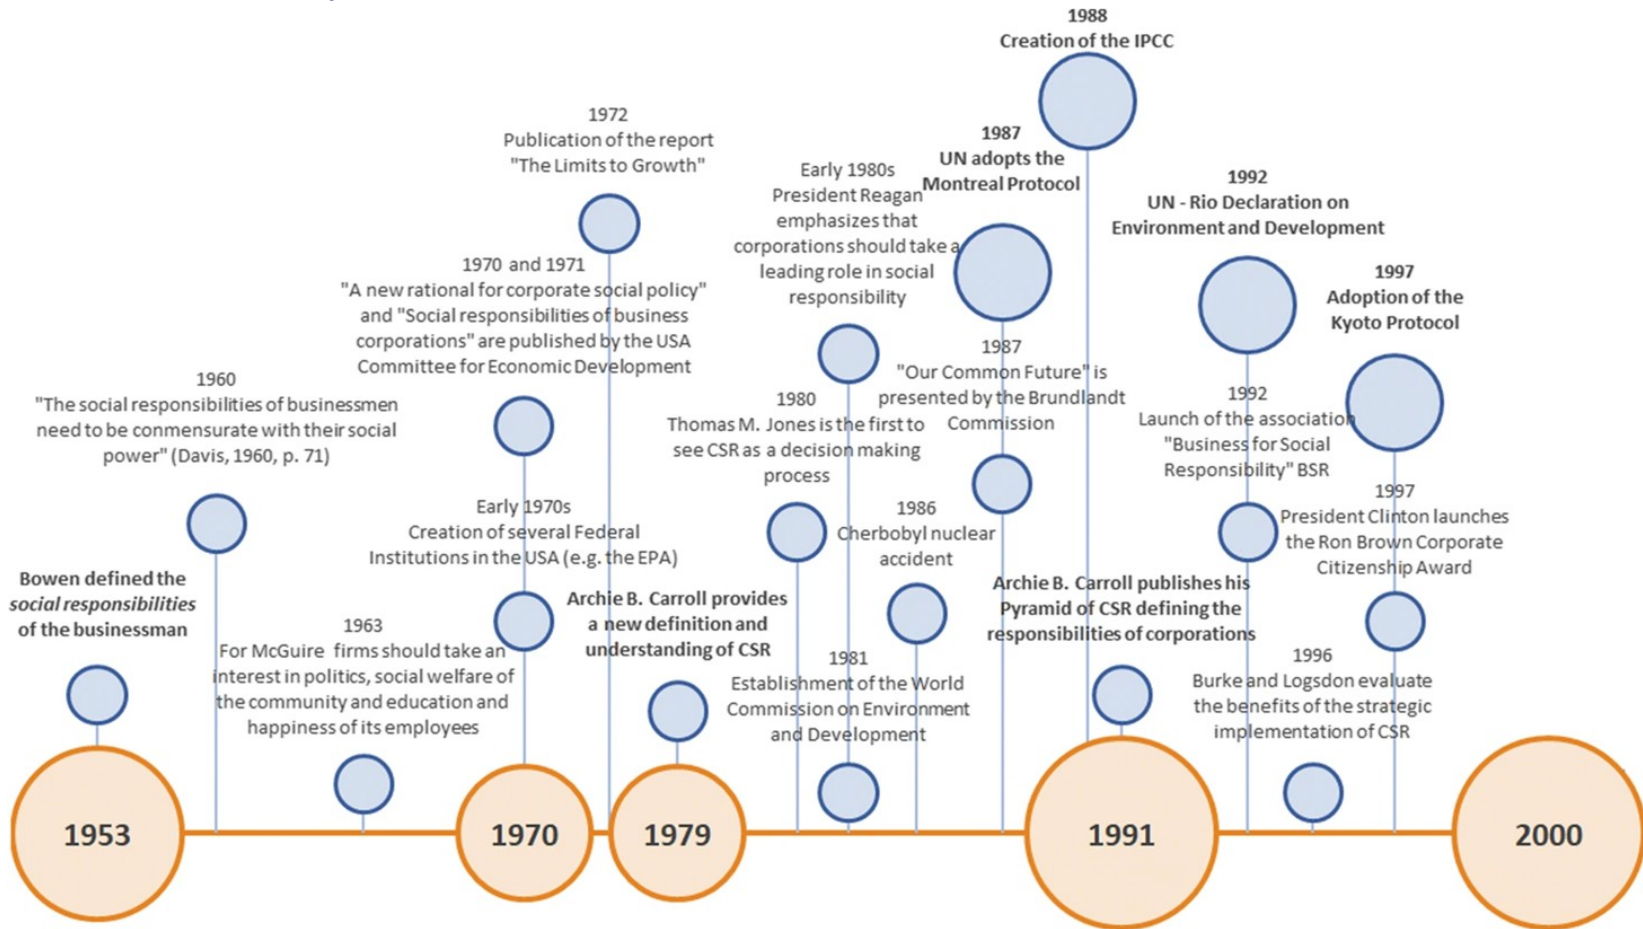 1988
Creation of the IPCC
1972
Publication of the report
"The Limits to Growth"
1987
UN adopts the
Montreal Protocol
Early 1980s
President Reagan
emphasizes that
corporations should take a
leading role in social
responsibility
1992
UN - Rio Declaration on
Environment and Development
1970 and 1971
"A new rational for corporate social policy"
and "Social responsibilities of business
corporations" are published by the USA
Committee for Economic Development
1997
Adoption of the
Kyoto Protocol
1987
"Our Common Future" is
presented by the Brundlandt
Commission
1960
"The social responsibilities of businessmen
need to be conmensurate with their social
power" (Davis, 1960, p. 71)
1980
Thomas M. Jones is the first to
see CSR as a decision making
process
1992
Launch of the association
"Business for Social
Responsibility" BSR
Early 1970s
Creation of several Federal
Institutions in the USA (e.g. the EPA)
1986
Cherbobyl nuclear
accident
1997
President Clinton launches
the Ron Brown Corporate
Citizenship Award
Bowen defined the
social responsibilities
of the businessman
1963
For McGuire firms should take an
interest in politics, social welfare of
the community and education and
happiness of its employees
Archie B. Carroll provides
a new definition and
understanding of CSR
1981
Establishment of the World
Commission on Environment
and Development
Archie B. Carroll publishes his
Pyramid of CSR defining the
responsibilities of corporations
1996
Burke and Logsdon evaluate
the benefits of the strategic
implementation of CSR
1953
1970
1979
1991
2000